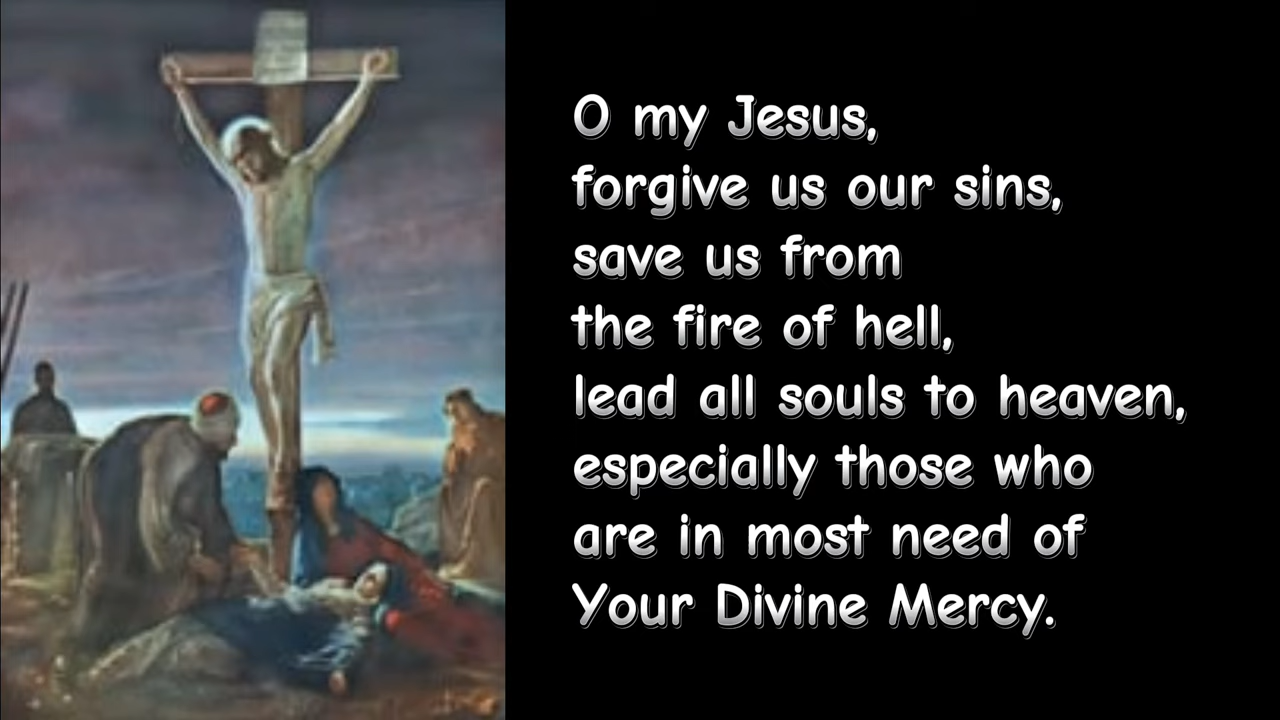 O my Jesus,
forgive us our sins,
save us from
the fire of hell,
lead all souls to heaven,
especially those who
are in most need of
Your Divine Mercy.